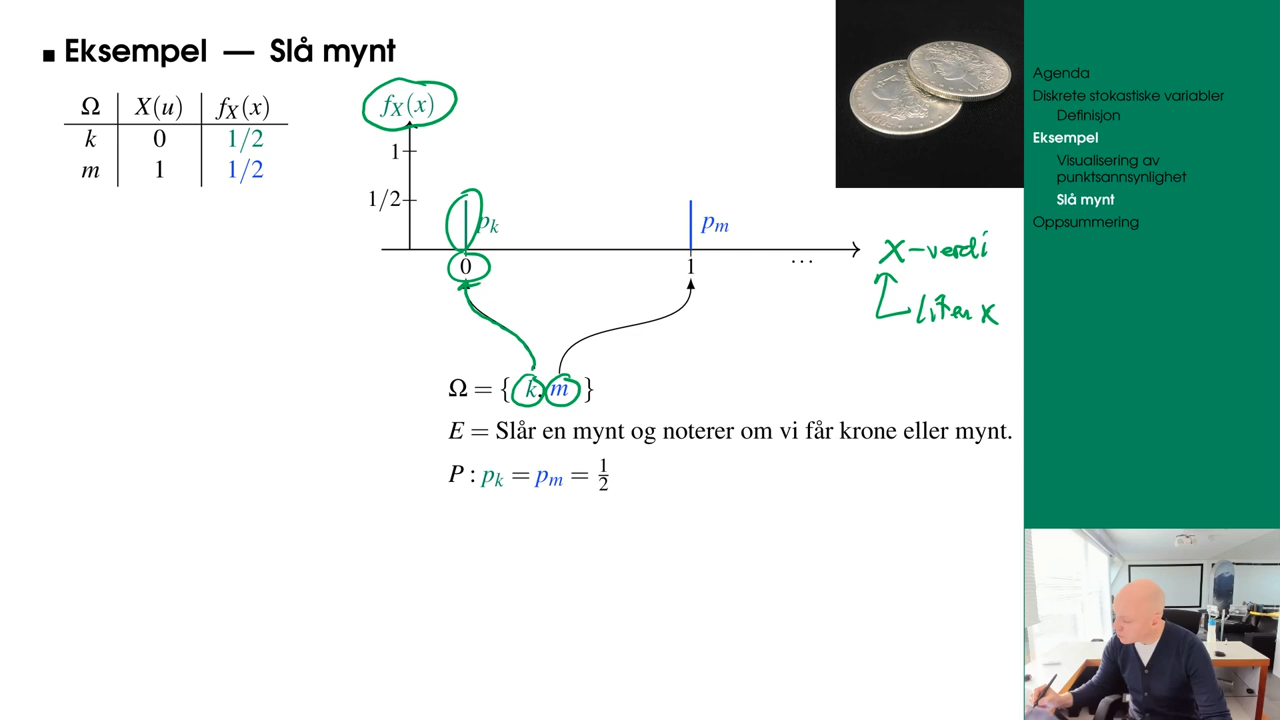 Eksempel — Slå mynt
Ω X(u) f_X(x)
k 0 1/2
m 1 1/2
f_X(x)
1
1/2
p_k
p_m
0 1 ...
x-verdi
liten x
Ω = { k, m }
E = Slår en mynt og noterer om vi får krone eller mynt.
P : p_k = p_m = 1/2
Agenda
Diskrete stokastiske variabler
Definisjon
Eksempel
Visualisering av
punktsannsynlighet
Slå mynt
Oppsummering